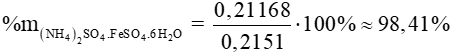 %m₍NH₄₎₂SO₄.FeSO₄.6H₂O = 0,21168/0,2151 · 100% ≈ 98,41%